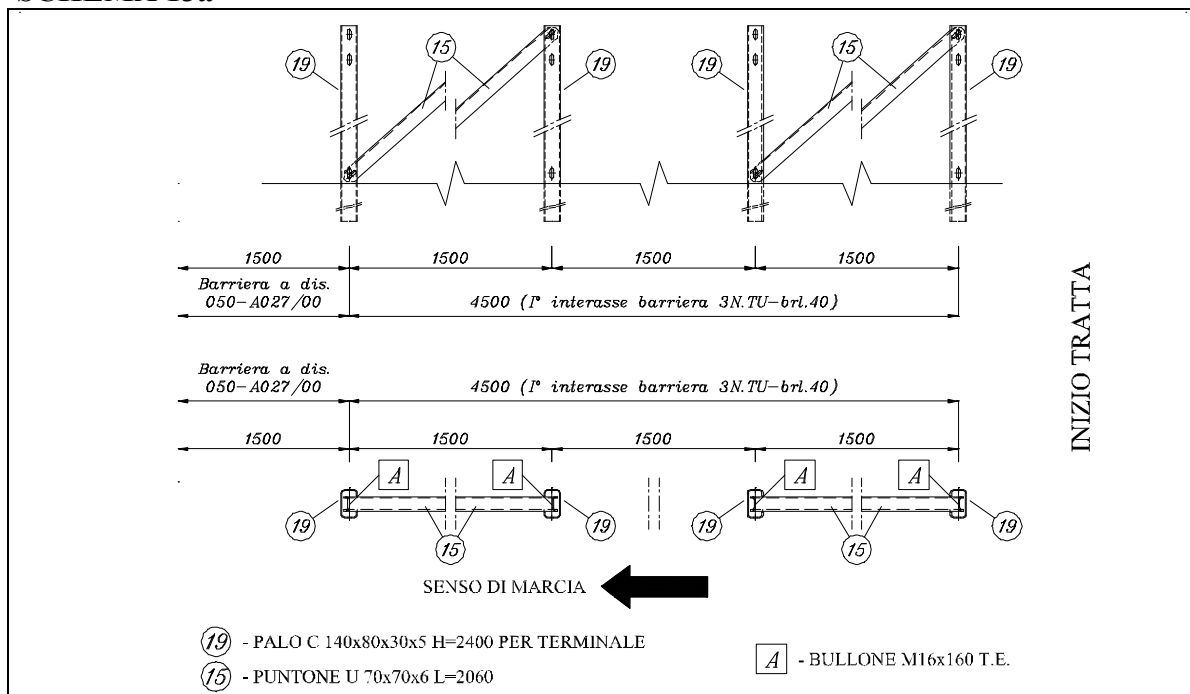 SCHEMA 13a
19 15 19 19 15 19
1500 1500 1500 1500
Barriera a dis.
050-A027/00
4500 (I° interasse barriera 3N.TU-brl.40)
INIZIO TRATTA
Barriera a dis.
050-A027/00
4500 (I° interasse barriera 3N.TU-brl.40)
1500 1500 1500 1500
A A A A
19 15 19 19 15 19
SENSO DI MARCIA
19 - PALO C 140x80x30x5 H=2400 PER TERMINALE
15 - PUNTONE U 70x70x6 L=2060
A - BULLONE M16x160 T.E.